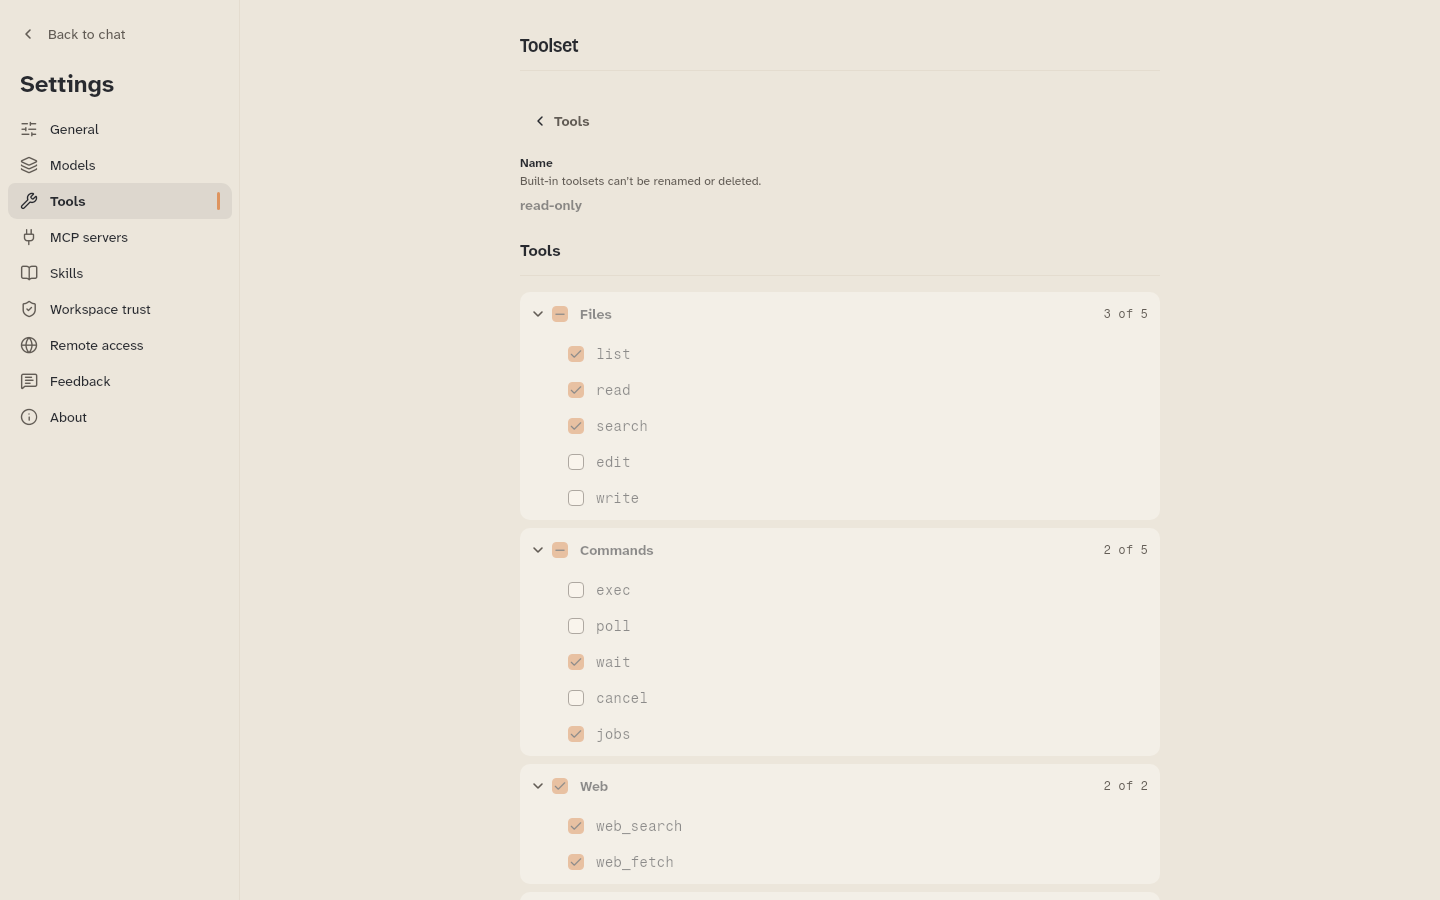 Back to chat
Settings
General
Models
Tools
MCP servers
Skills
Workspace trust
Remote access
Feedback
About
Toolset
Tools
Name
Built-in toolsets can't be renamed or deleted.
read-only
Tools
Files 3 of 5
list
read
search
edit
write
Commands 2 of 5
exec
poll
wait
cancel
jobs
Web 2 of 2
web_search
web_fetch